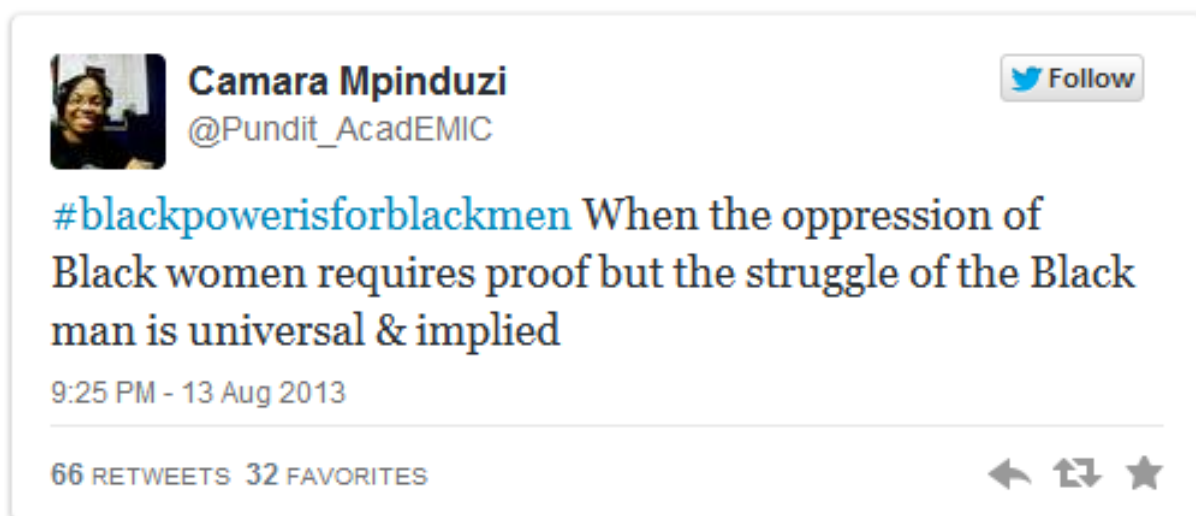 Camara Mpinduzi
Follow
@Pundit_AcadEMIC
#blackpowerisforblackmen When the oppression of
Black women requires proof but the struggle of the Black
man is universal & implied
9:25 PM - 13 Aug 2013
66 RETWEETS 32 FAVORITES